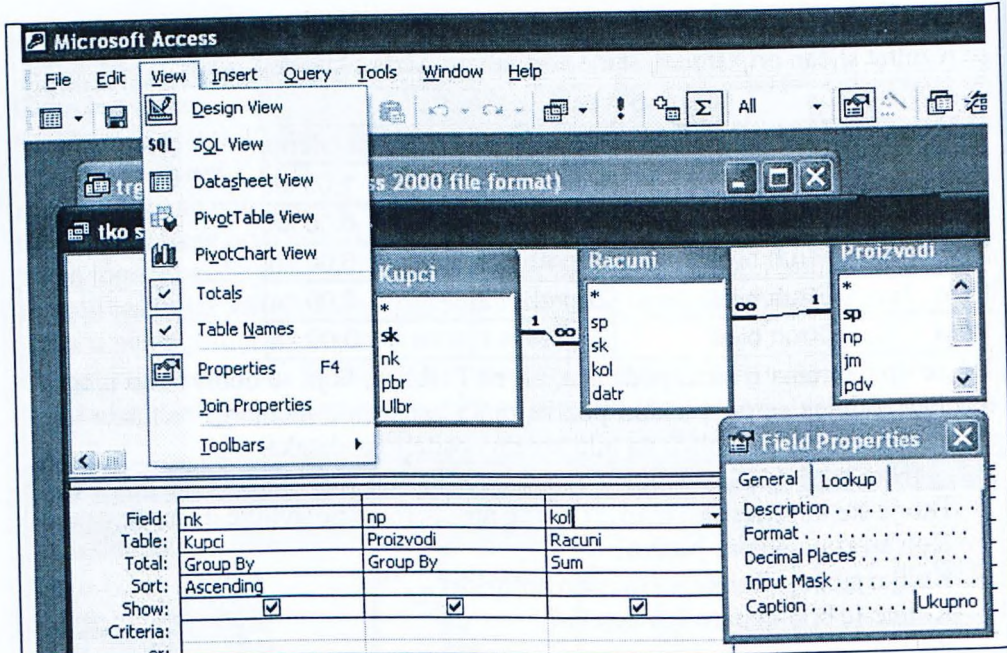 Microsoft Access
File Edit View Insert Query Tools Window Help
All
Design View
SQL SQL View
Datasheet View
PivotTable View
PivotChart View
Totals
Table Names
Properties F4
Join Properties
Toolbars
trg s 2000 file format)
tko s
Kupci
*
sk
nk
pbr
Ulbr
1 ∞
Racuni
*
sp
sk
kol
datr
∞ 1
Proizvodi
*
sp
np
jm
pdv
Field Properties
General Lookup
Description
Format
Decimal Places
Input Mask
Caption Ukupno
Field: nk np kol
Table: Kupci Proizvodi Racuni
Total: Group By Group By Sum
Sort: Ascending
Show:
Criteria:
or: